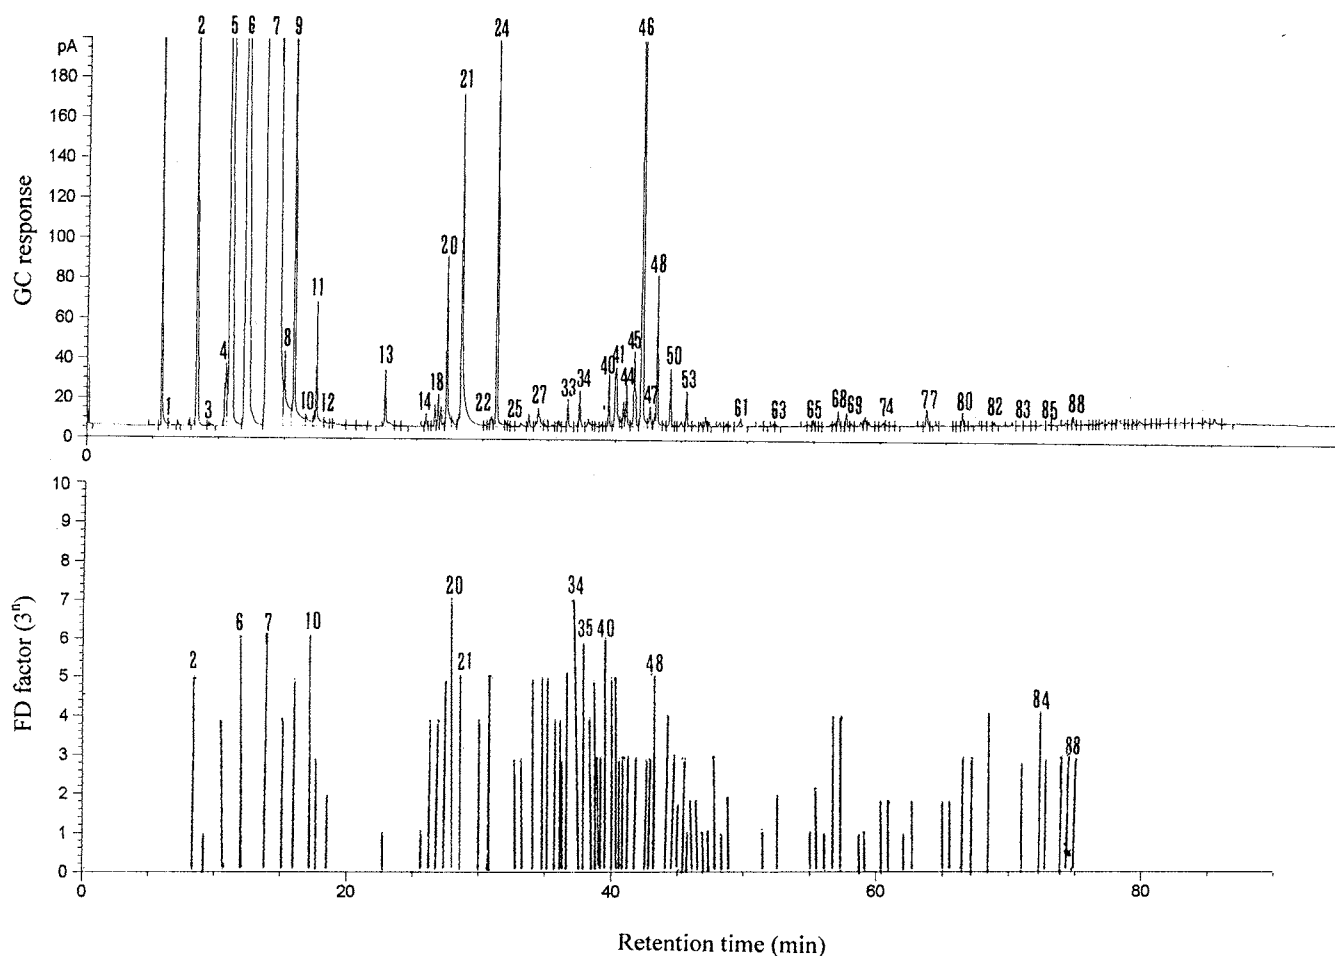 2 5 6 7 9 24 46
pA
180
21
160
140
120
GC response
100
20
48
80
11
60
4 8 13 45
40
18 40 41 50
44 53
20
1 3 10 12 14 22 25 27 33 34 47 61 63 65 68 69 74 77 80 82 83 85 88
0
0
10
9
8
7
20 34
6
6 7 10 35 40
FD factor (3ⁿ)
5
2 21 48
4
84
3
88
2
1
0
0 20 40 60 80
Retention time (min)